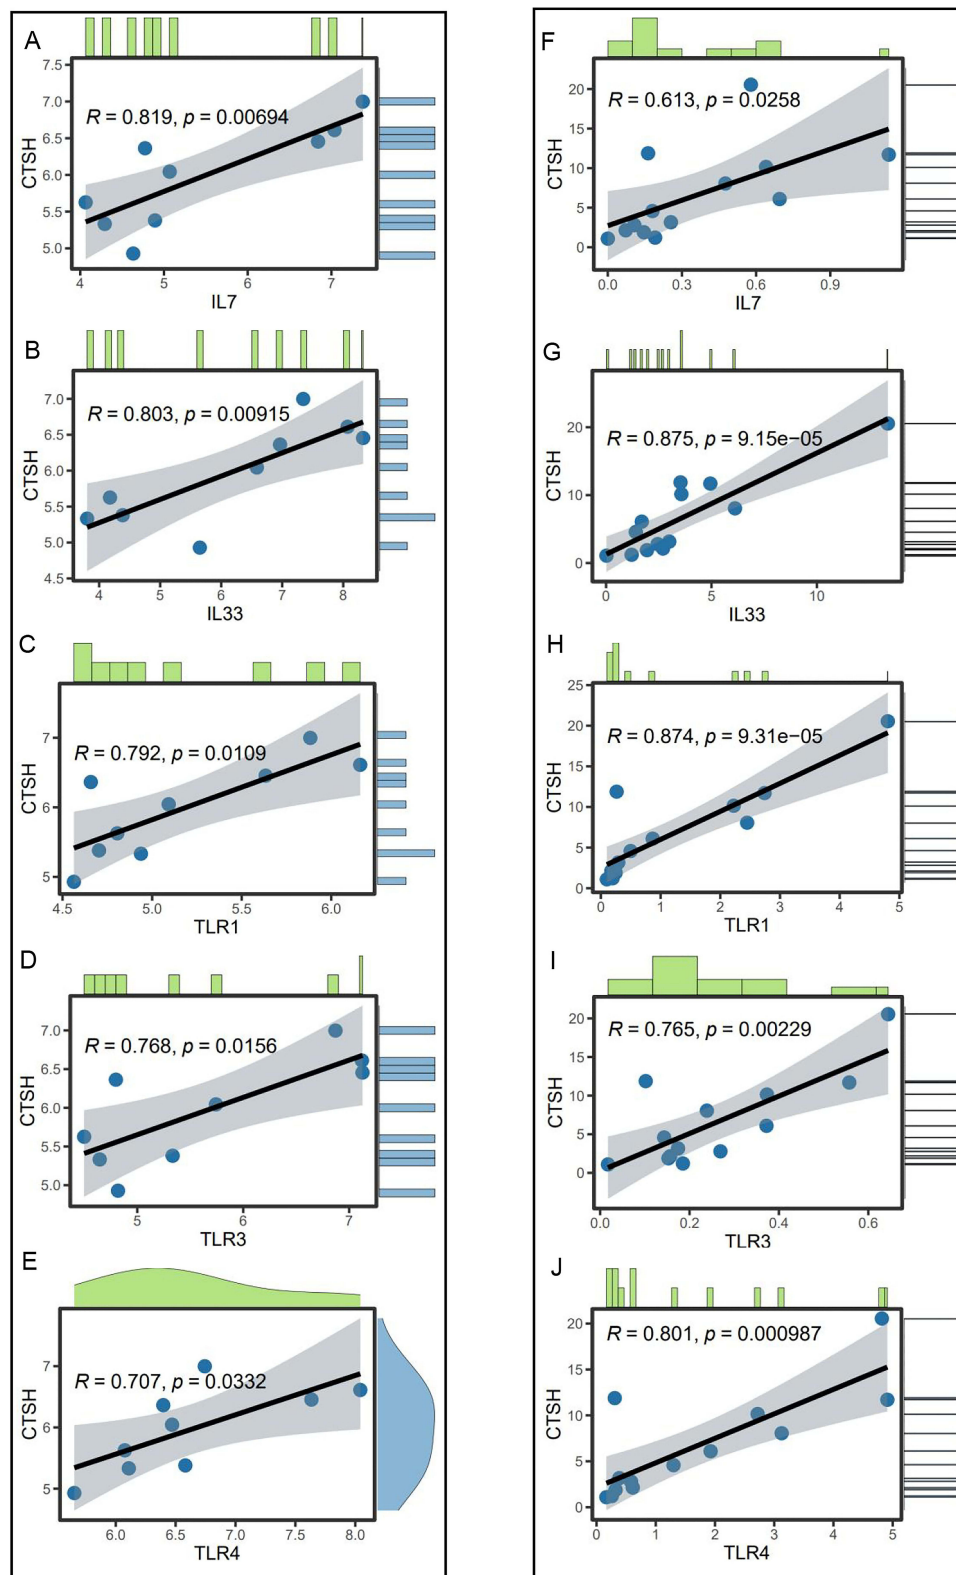 A
7.5
7.0
6.5
6.0
5.5
5.0
CTSH
R = 0.819, p = 0.00694
4 5 6 7
IL7
B
7.0
6.5
6.0
5.5
5.0
4.5
CTSH
R = 0.803, p = 0.00915
4 5 6 7 8
IL33
C
7
6
5
CTSH
R = 0.792, p = 0.0109
4.5 5.0 5.5 6.0
TLR1
D
7.0
6.5
6.0
5.5
5.0
CTSH
R = 0.768, p = 0.0156
5 6 7
TLR3
E
7
6
5
CTSH
R = 0.707, p = 0.0332
6.0 6.5 7.0 7.5 8.0
TLR4
F
20
15
10
5
0
CTSH
R = 0.613, p = 0.0258
0.0 0.3 0.6 0.9
IL7
G
20
10
0
CTSH
R = 0.875, p = 9.15e−05
0 5 10
IL33
H
25
20
15
10
5
0
CTSH
R = 0.874, p = 9.31e−05
0 1 2 3 4 5
TLR1
I
20
15
10
5
0
CTSH
R = 0.765, p = 0.00229
0.0 0.2 0.4 0.6
TLR3
J
20
15
10
5
0
CTSH
R = 0.801, p = 0.000987
0 1 2 3 4 5
TLR4